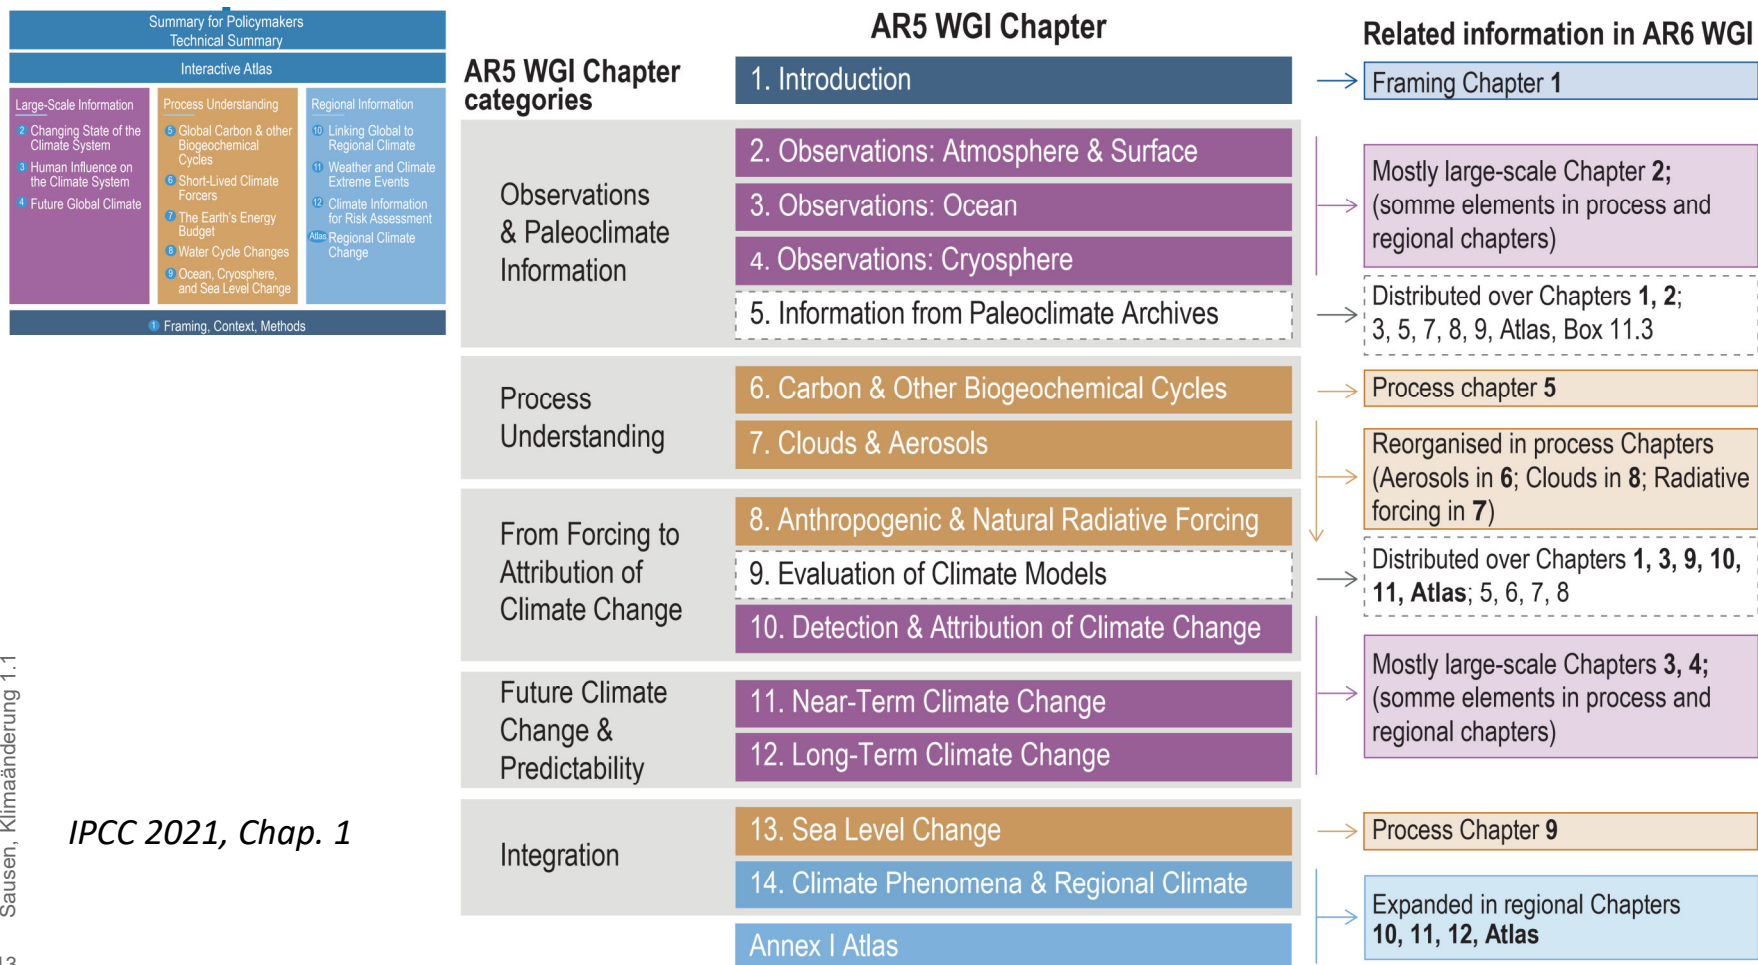 Summary for Policymakers
Technical Summary
Interactive Atlas
Large-Scale Information
2 Changing State of the
Climate System
3 Human Influence on
the Climate System
4 Future Global Climate
Process Understanding
5 Global Carbon & other
Biogeochemical
Cycles
6 Short-Lived Climate
Forcers
7 The Earth's Energy
Budget
8 Water Cycle Changes
9 Ocean, Cryosphere,
and Sea Level Change
Regional Information
10 Linking Global to
Regional Climate
11 Weather and Climate
Extreme Events
12 Climate Information
for Risk Assessment
Atlas Regional Climate
Change
1 Framing, Context, Methods
AR5 WGI Chapter
categories
AR5 WGI Chapter
Related information in AR6 WGI
1. Introduction
Framing Chapter 1
Observations
& Paleoclimate
Information
2. Observations: Atmosphere & Surface
3. Observations: Ocean
4. Observations: Cryosphere
5. Information from Paleoclimate Archives
Mostly large-scale Chapter 2;
(somme elements in process and
regional chapters)
Distributed over Chapters 1, 2;
3, 5, 7, 8, 9, Atlas, Box 11.3
Process
Understanding
6. Carbon & Other Biogeochemical Cycles
7. Clouds & Aerosols
Process chapter 5
Reorganised in process Chapters
(Aerosols in 6; Clouds in 8; Radiative
forcing in 7)
From Forcing to
Attribution of
Climate Change
8. Anthropogenic & Natural Radiative Forcing
9. Evaluation of Climate Models
10. Detection & Attribution of Climate Change
Distributed over Chapters 1, 3, 9, 10,
11, Atlas; 5, 6, 7, 8
Future Climate
Change &
Predictability
11. Near-Term Climate Change
12. Long-Term Climate Change
Mostly large-scale Chapters 3, 4;
(somme elements in process and
regional chapters)
Integration
13. Sea Level Change
14. Climate Phenomena & Regional Climate
Annex I Atlas
Process Chapter 9
Expanded in regional Chapters
10, 11, 12, Atlas
IPCC 2021, Chap. 1
Sausen, Klimaänderung 1.1
13